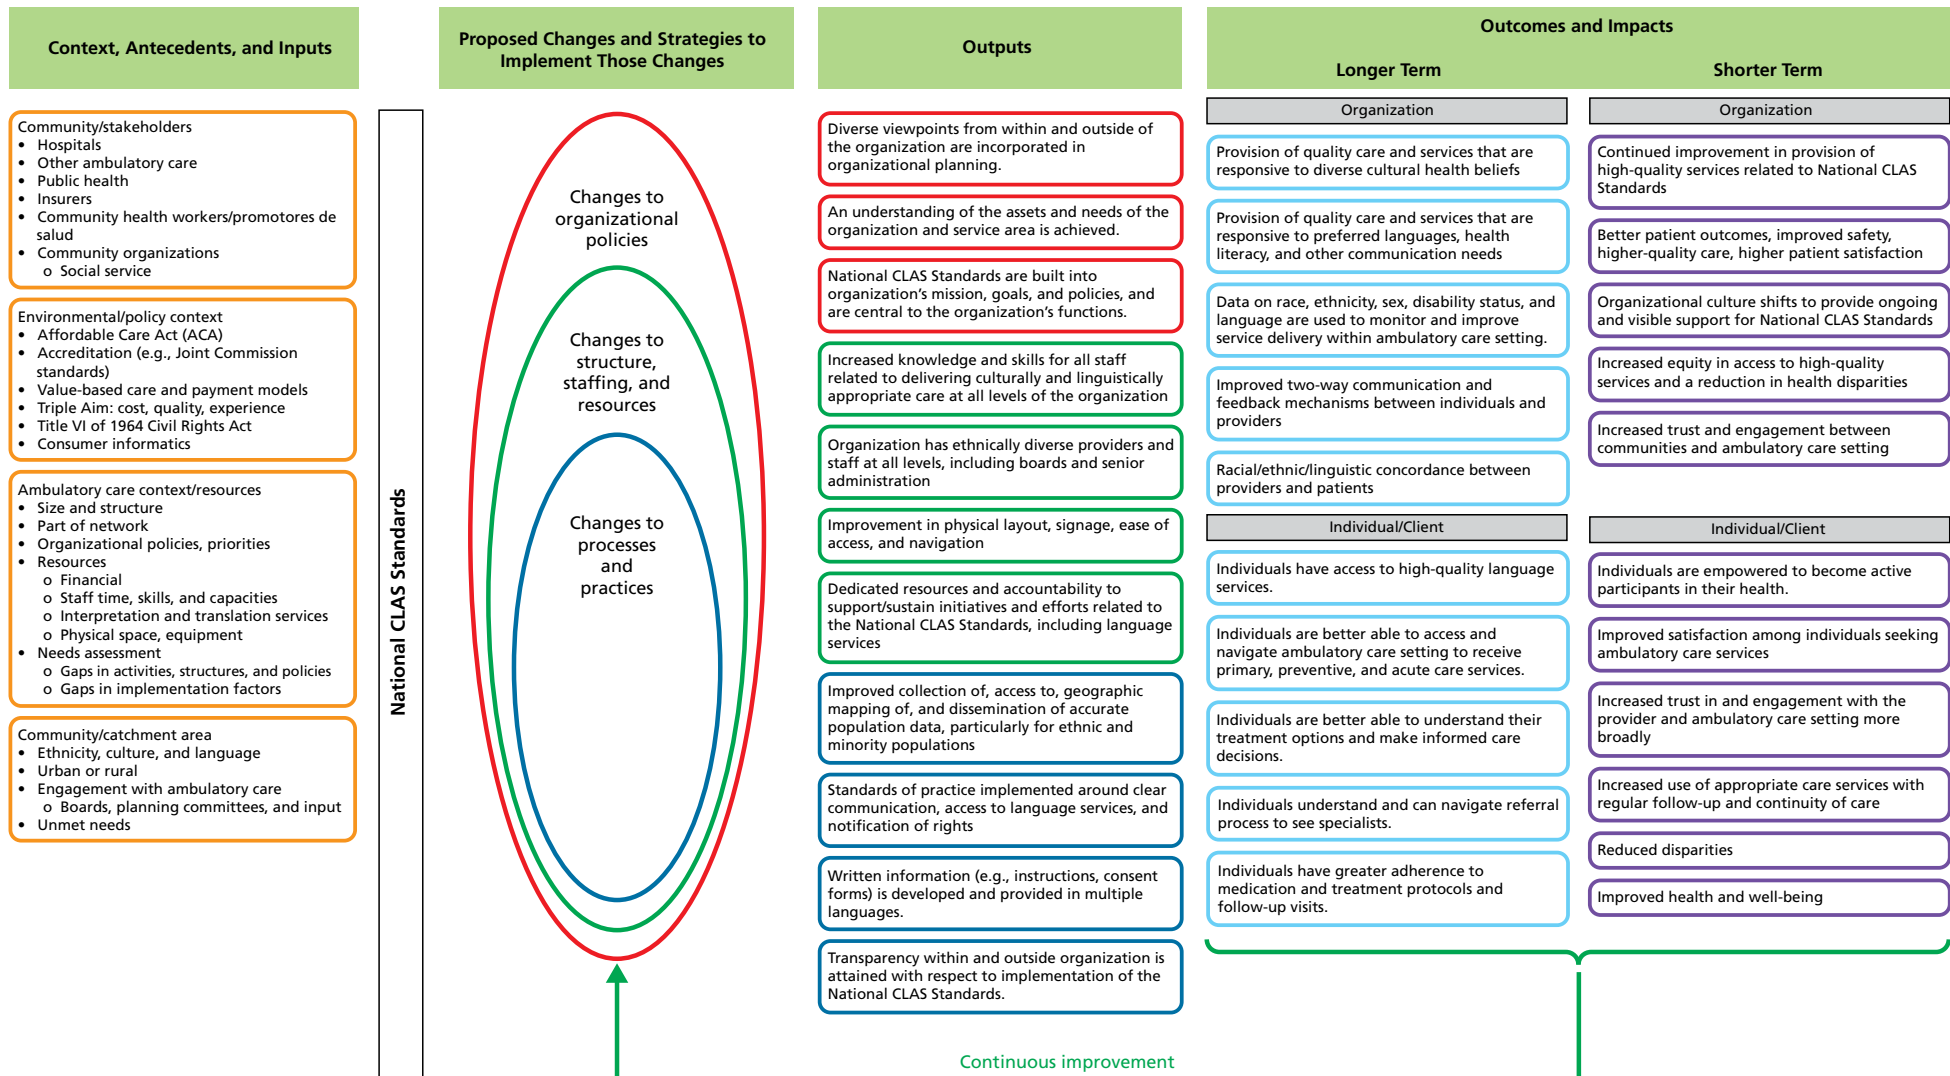 Context, Antecedents, and Inputs
Community/stakeholders
• Hospitals
• Other ambulatory care
• Public health
• Insurers
• Community health workers/promotores de
salud
• Community organizations
o Social service
Environmental/policy context
• Affordable Care Act (ACA)
• Accreditation (e.g., Joint Commission
standards)
• Value-based care and payment models
• Triple Aim: cost, quality, experience
• Title VI of 1964 Civil Rights Act
• Consumer informatics
Ambulatory care context/resources
• Size and structure
• Part of network
• Organizational policies, priorities
• Resources
o Financial
o Staff time, skills, and capacities
o Interpretation and translation services
o Physical space, equipment
• Needs assessment
o Gaps in activities, structures, and policies
o Gaps in implementation factors
Community/catchment area
• Ethnicity, culture, and language
• Urban or rural
• Engagement with ambulatory care
o Boards, planning committees, and input
• Unmet needs
National CLAS Standards
Proposed Changes and Strategies to
Implement Those Changes
Changes to
organizational
policies
Changes to
structure,
staffing, and
resources
Changes to
processes
and
practices
Outputs
Diverse viewpoints from within and outside of
the organization are incorporated in
organizational planning.
An understanding of the assets and needs of the
organization and service area is achieved.
National CLAS Standards are built into
organization’s mission, goals, and policies, and
are central to the organization’s functions.
Increased knowledge and skills for all staff
related to delivering culturally and linguistically
appropriate care at all levels of the organization
Organization has ethnically diverse providers and
staff at all levels, including boards and senior
administration
Improvement in physical layout, signage, ease of
access, and navigation
Dedicated resources and accountability to
support/sustain initiatives and efforts related to
the National CLAS Standards, including language
services
Improved collection of, access to, geographic
mapping of, and dissemination of accurate
population data, particularly for ethnic and
minority populations
Standards of practice implemented around clear
communication, access to language services, and
notification of rights
Written information (e.g., instructions, consent
forms) is developed and provided in multiple
languages.
Transparency within and outside organization is
attained with respect to implementation of the
National CLAS Standards.
Outcomes and Impacts
Longer Term
Organization
Provision of quality care and services that are
responsive to diverse cultural health beliefs
Provision of quality care and services that are
responsive to preferred languages, health
literacy, and other communication needs
Data on race, ethnicity, sex, disability status, and
language are used to monitor and improve
service delivery within ambulatory care setting.
Improved two-way communication and
feedback mechanisms between individuals and
providers
Racial/ethnic/linguistic concordance between
providers and patients
Individual/Client
Individuals have access to high-quality language
services.
Individuals are better able to access and
navigate ambulatory care setting to receive
primary, preventive, and acute care services.
Individuals are better able to understand their
treatment options and make informed care
decisions.
Individuals understand and can navigate referral
process to see specialists.
Individuals have greater adherence to
medication and treatment protocols and
follow-up visits.
Shorter Term
Organization
Continued improvement in provision of
high-quality services related to National CLAS
Standards
Better patient outcomes, improved safety,
higher-quality care, higher patient satisfaction
Organizational culture shifts to provide ongoing
and visible support for National CLAS Standards
Increased equity in access to high-quality
services and a reduction in health disparities
Increased trust and engagement between
communities and ambulatory care setting
Individual/Client
Individuals are empowered to become active
participants in their health.
Improved satisfaction among individuals seeking
ambulatory care services
Increased trust in and engagement with the
provider and ambulatory care setting more
broadly
Increased use of appropriate care services with
regular follow-up and continuity of care
Reduced disparities
Improved health and well-being
Continuous improvement